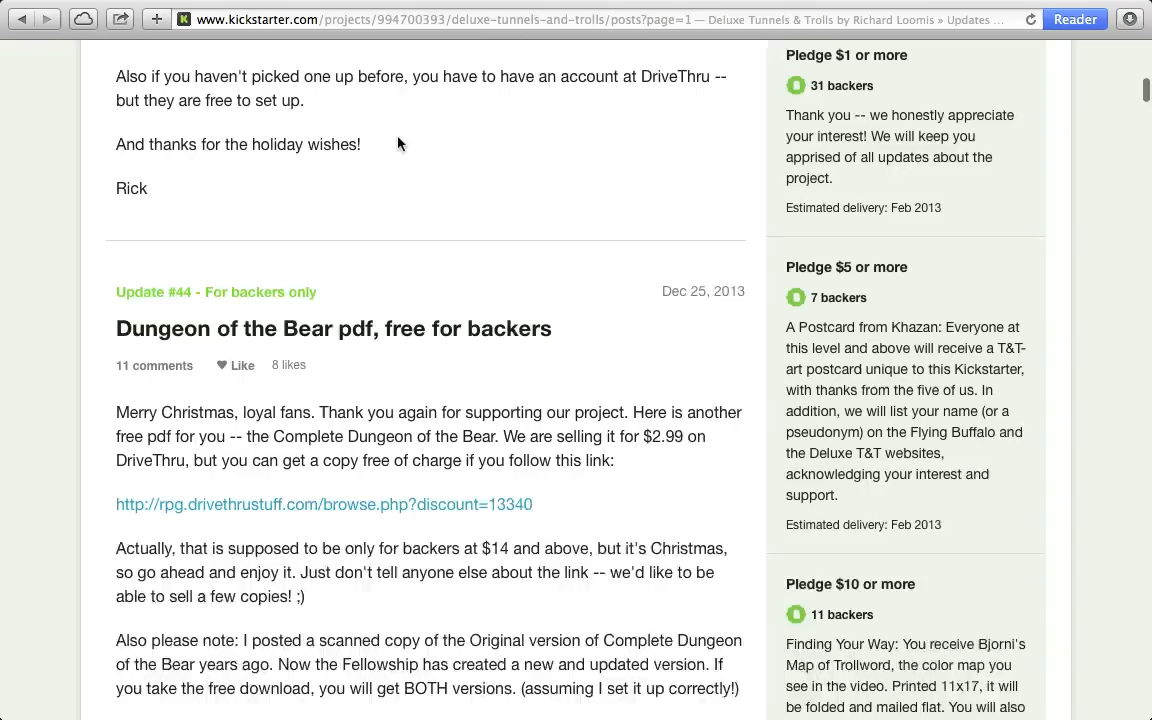 www.kickstarter.com/projects/994700393/deluxe-tunnels-and-trolls/posts?page=1 — Deluxe Tunnels & Trolls by Richard Loomis » Updates ...
Reader
Also if you haven't picked one up before, you have to have an account at DriveThru --
but they are free to set up.
And thanks for the holiday wishes!
Rick
Update #44 - For backers only
Dec 25, 2013
Dungeon of the Bear pdf, free for backers
11 comments
Like
8 likes
Merry Christmas, loyal fans. Thank you again for supporting our project. Here is another
free pdf for you -- the Complete Dungeon of the Bear. We are selling it for $2.99 on
DriveThru, but you can get a copy free of charge if you follow this link:
http://rpg.drivethrustuff.com/browse.php?discount=13340
Actually, that is supposed to be only for backers at $14 and above, but it's Christmas,
so go ahead and enjoy it. Just don't tell anyone else about the link -- we'd like to be
able to sell a few copies! ;)
Also please note: I posted a scanned copy of the Original version of Complete Dungeon
of the Bear years ago. Now the Fellowship has created a new and updated version. If
you take the free download, you will get BOTH versions. (assuming I set it up correctly!)
Pledge $1 or more
31 backers
Thank you -- we honestly appreciate
your interest! We will keep you
apprised of all updates about the
project.
Estimated delivery: Feb 2013
Pledge $5 or more
7 backers
A Postcard from Khazan: Everyone at
this level and above will receive a T&T-
art postcard unique to this Kickstarter,
with thanks from the five of us. In
addition, we will list your name (or a
pseudonym) on the Flying Buffalo and
the Deluxe T&T websites,
acknowledging your interest and
support.
Estimated delivery: Feb 2013
Pledge $10 or more
11 backers
Finding Your Way: You receive Bjorni's
Map of Trollword, the color map you
see in the video. Printed 11x17, it will
be folded and mailed flat. You will also